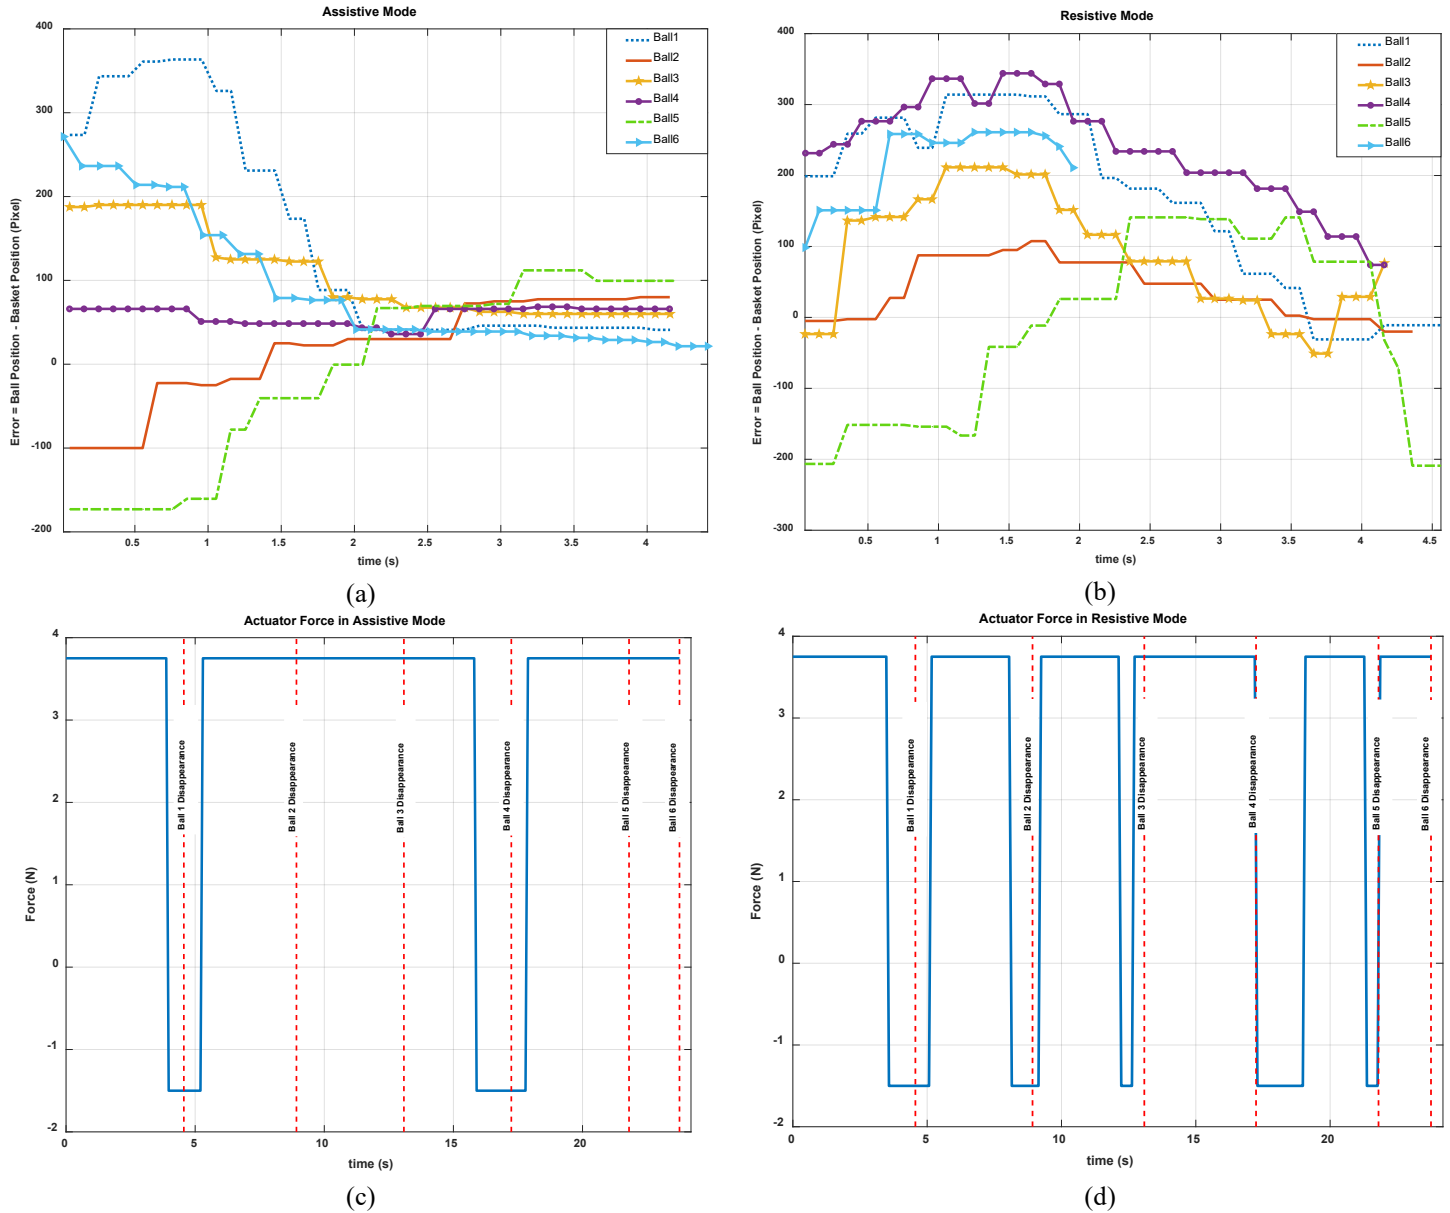 Assistive Mode
400
300
200
100
0
-100
-200
0.5
1
1.5
2
2.5
3
3.5
4
time (s)
Error = Ball Position - Basket Position (Pixel)
Ball1
Ball2
Ball3
Ball4
Ball5
Ball6
(a)
Resistive Mode
400
300
200
100
0
-100
-200
-300
0.5
1
1.5
2
2.5
3
3.5
4
4.5
time (s)
Error = Ball Position - Basket Position (Pixel)
Ball1
Ball2
Ball3
Ball4
Ball5
Ball6
(b)
Actuator Force in Assistive Mode
4
3
2
1
0
-1
-2
0
5
10
15
20
time (s)
Force (N)
Ball 1 Disappearance
Ball 2 Disappearance
Ball 3 Disappearance
Ball 4 Disappearance
Ball 5 Disappearance
Ball 6 Disappearance
(c)
Actuator Force in Resistive Mode
4
3
2
1
0
-1
-2
0
5
10
15
20
time (s)
Force (N)
Ball 1 Disappearance
Ball 2 Disappearance
Ball 3 Disappearance
Ball 4 Disappearance
Ball 5 Disappearance
Ball 6 Disappearance
(d)